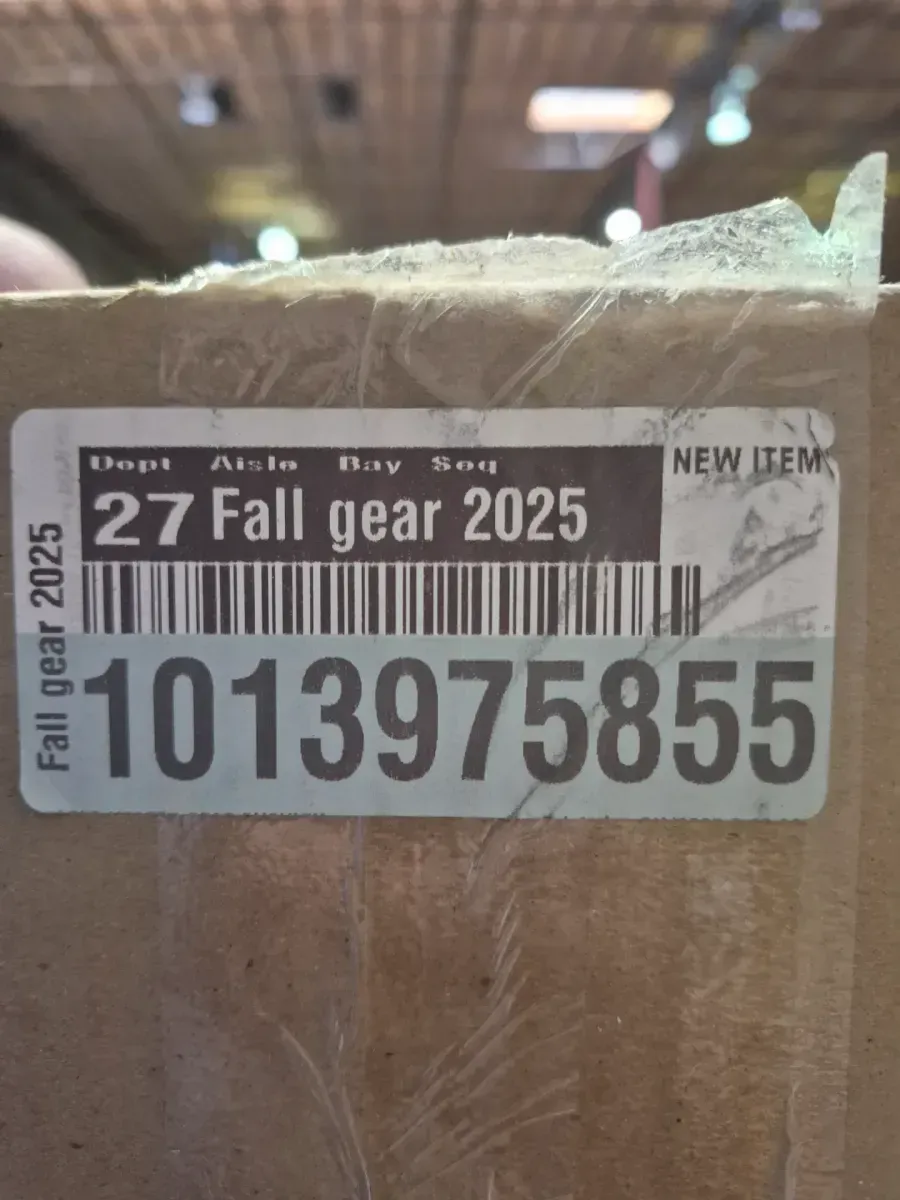 Dept Aisle Bay Seq
NEW ITEM
27 Fall gear 2025
Fall gear 2025
1013975855